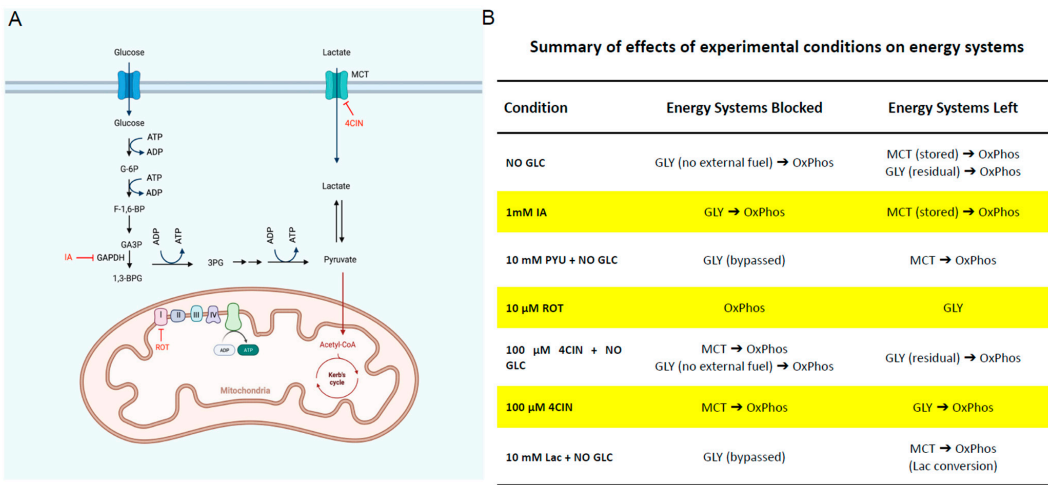 A
Glucose
Lactate
MCT
4CIN
Glucose
ATP
ADP
G-6P
ATP
ADP
F-1,6-BP
GA3P
IA
GAPDH
1,3-BPG
ADP
ATP
3PG
ADP
ATP
Lactate
Pyruvate
I
II
III
IV
ROT
ADP
ATP
Acetyl-CoA
Kerb's
cycle
Mitochondria
B
Summary of effects of experimental conditions on energy systems
Condition Energy Systems Blocked Energy Systems Left
NO GLC GLY (no external fuel) ➔ OxPhos MCT (stored) ➔ OxPhos
GLY (residual) ➔ OxPhos
1mM IA GLY ➔ OxPhos MCT (stored) ➔ OxPhos
10 mM PYU + NO GLC GLY (bypassed) MCT ➔ OxPhos
10 µM ROT OxPhos GLY
100 µM 4CIN + NO
GLC
MCT ➔ OxPhos
GLY (no external fuel) ➔ OxPhos
GLY (residual) ➔ OxPhos
100 µM 4CIN MCT ➔ OxPhos GLY ➔ OxPhos
10 mM Lac + NO GLC GLY (bypassed) MCT ➔ OxPhos
(Lac conversion)